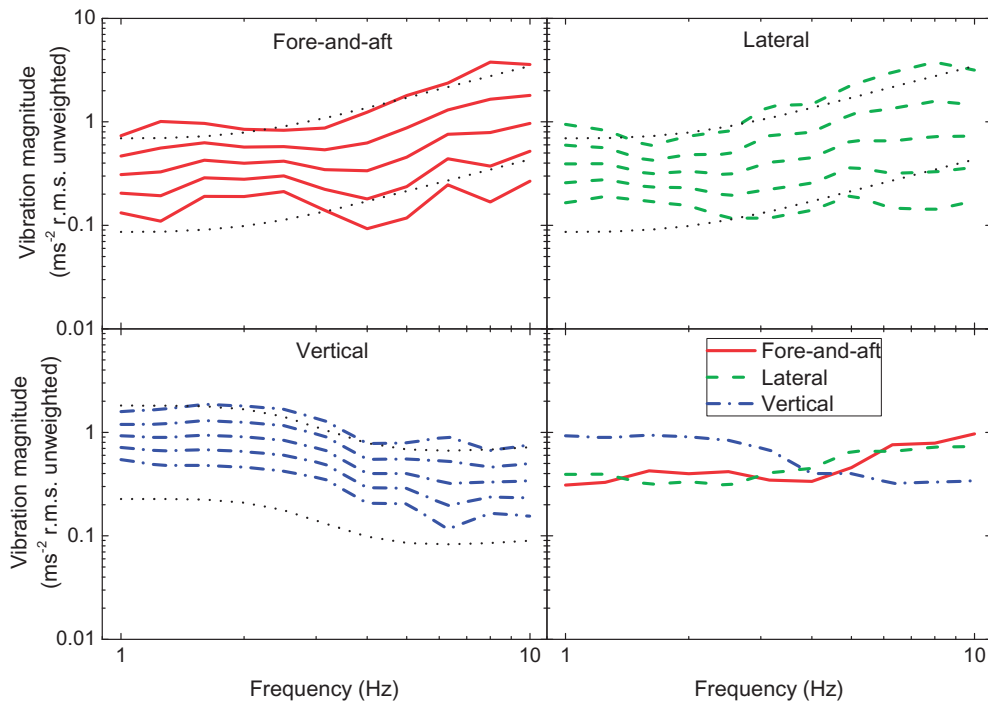 Fore-and-aft
Lateral
10
1
0.1
0.01
Vibration magnitude
(ms-2 r.m.s. unweighted)
Vertical
Fore-and-aft
Lateral
Vertical
1
0.1
0.01
Vibration magnitude
(ms-2 r.m.s. unweighted)
1
10
1
10
Frequency (Hz)
Frequency (Hz)